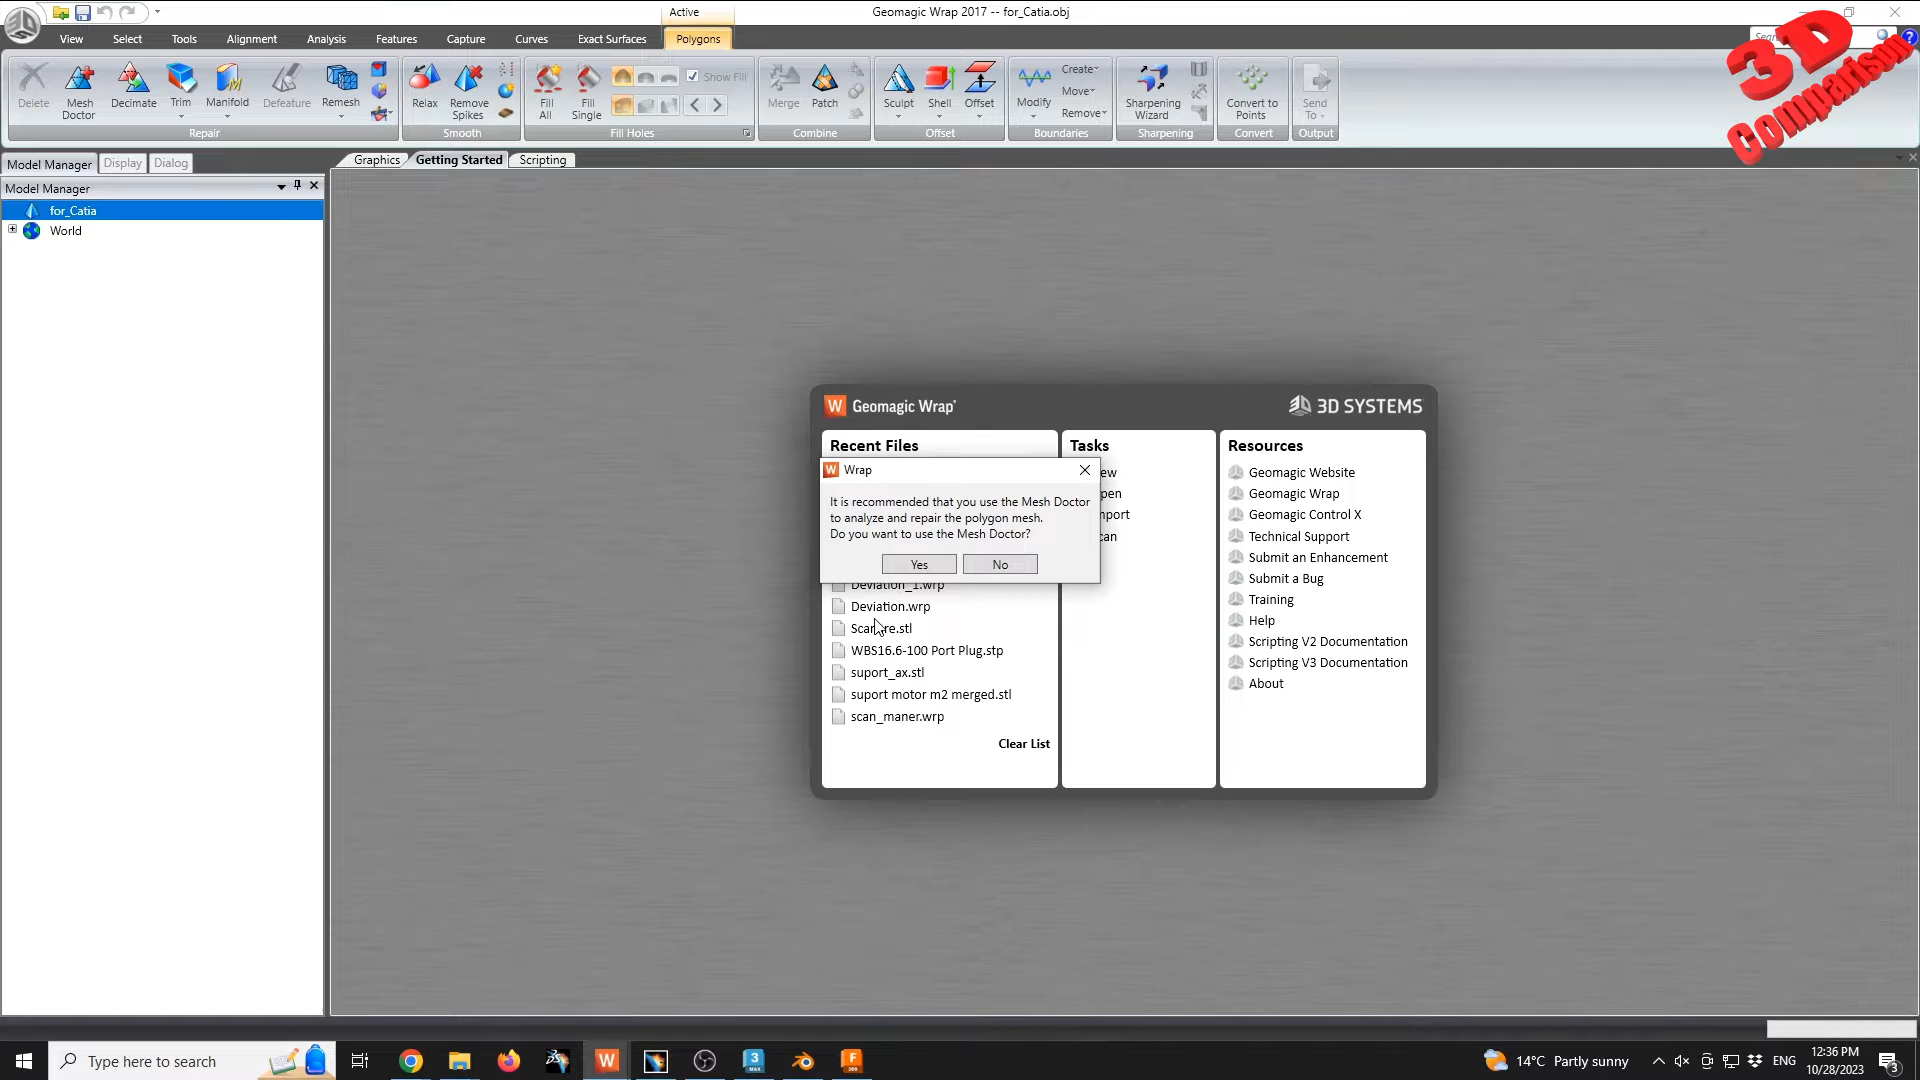 Active
Geomagic Wrap 2017 -- for_Catia.obj
View
Select
Tools
Alignment
Analysis
Features
Capture
Curves
Exact Surfaces
Polygons
3D
Comparison
Delete
Mesh
Doctor
Decimate
Trim
Manifold
Defeature
Remesh
Repair
Relax
Remove
Spikes
Smooth
Fill
All
Fill
Single
Show Fill
Fill Holes
Merge
Patch
Combine
Sculpt
Shell
Offset
Offset
Modify
Create
Move
Remove
Boundaries
Sharpening
Wizard
Sharpening
Convert to
Points
Convert
Send
To
Output
Model Manager
Display
Dialog
Graphics
Getting Started
Scripting
Model Manager
for_Catia
World
W Geomagic Wrap®
3D SYSTEMS
Recent Files
Tasks
Resources
W Wrap
It is recommended that you use the Mesh Doctor
to analyze and repair the polygon mesh.
Do you want to use the Mesh Doctor?
Yes
No
Deviation_1.wrp
Deviation.wrp
WBS16.6-100 Port Plug.stp
suport_ax.stl
suport motor m2 merged.stl
scan_maner.wrp
Clear List
Geomagic Website
Geomagic Wrap
Geomagic Control X
Technical Support
Submit an Enhancement
Submit a Bug
Training
Help
Scripting V2 Documentation
Scripting V3 Documentation
About
Type here to search
14°C Partly sunny
ENG
12:36 PM
10/28/2023
3